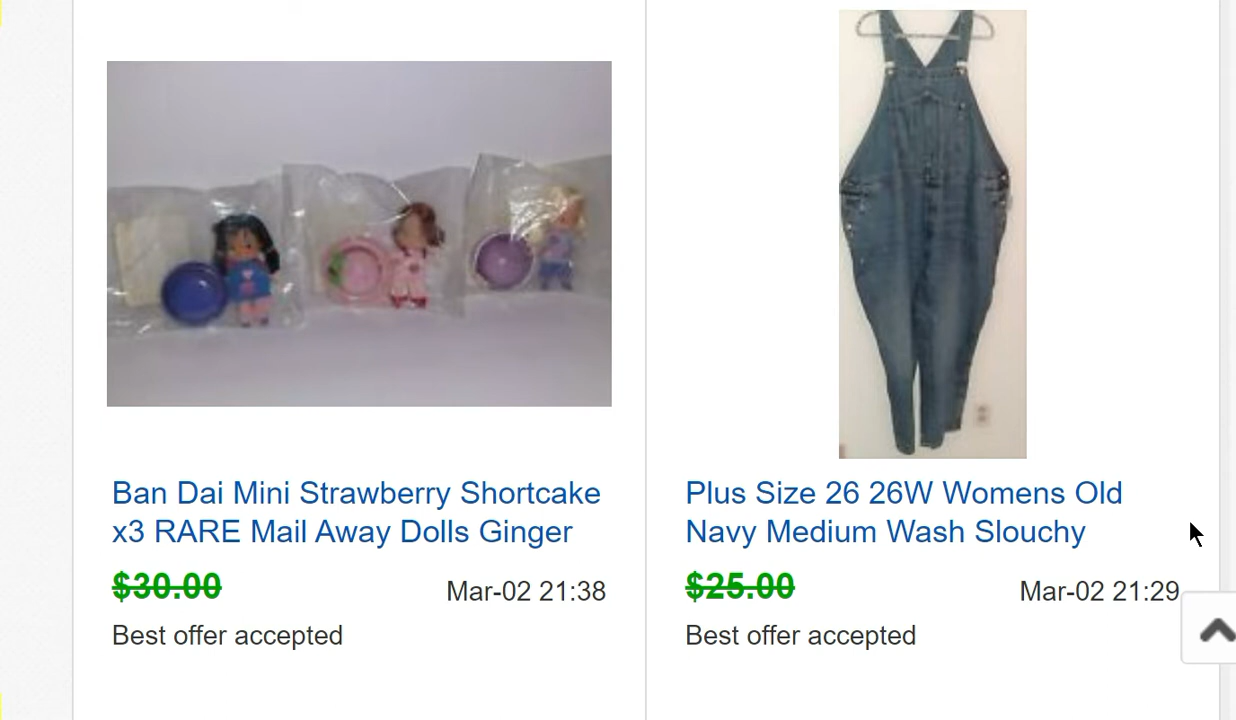 Ban Dai Mini Strawberry Shortcake
x3 RARE Mail Away Dolls Ginger
$30.00 Mar-02 21:38
Best offer accepted
Plus Size 26 26W Womens Old
Navy Medium Wash Slouchy
$25.00 Mar-02 21:29
Best offer accepted